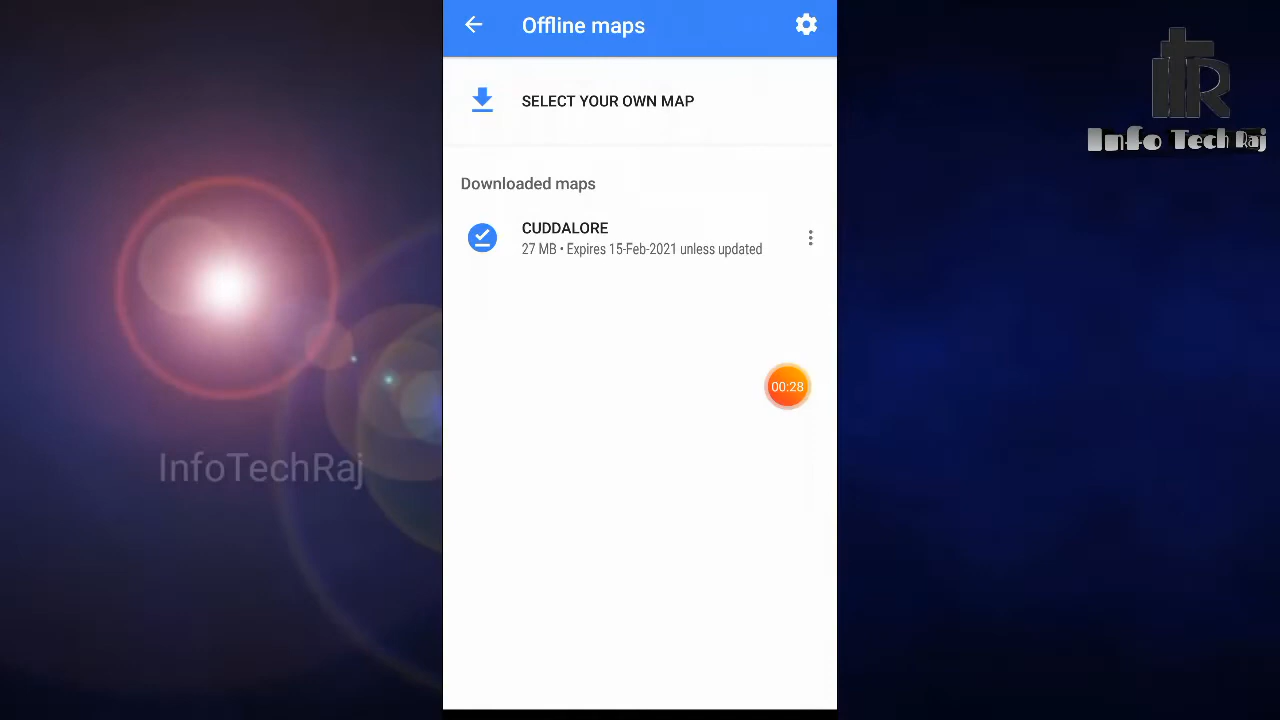 Offline maps
SELECT YOUR OWN MAP
Downloaded maps
CUDDALORE
27 MB • Expires 15-Feb-2021 unless updated
00:28
InfoTechRaj
ITR
Info Tech Raj